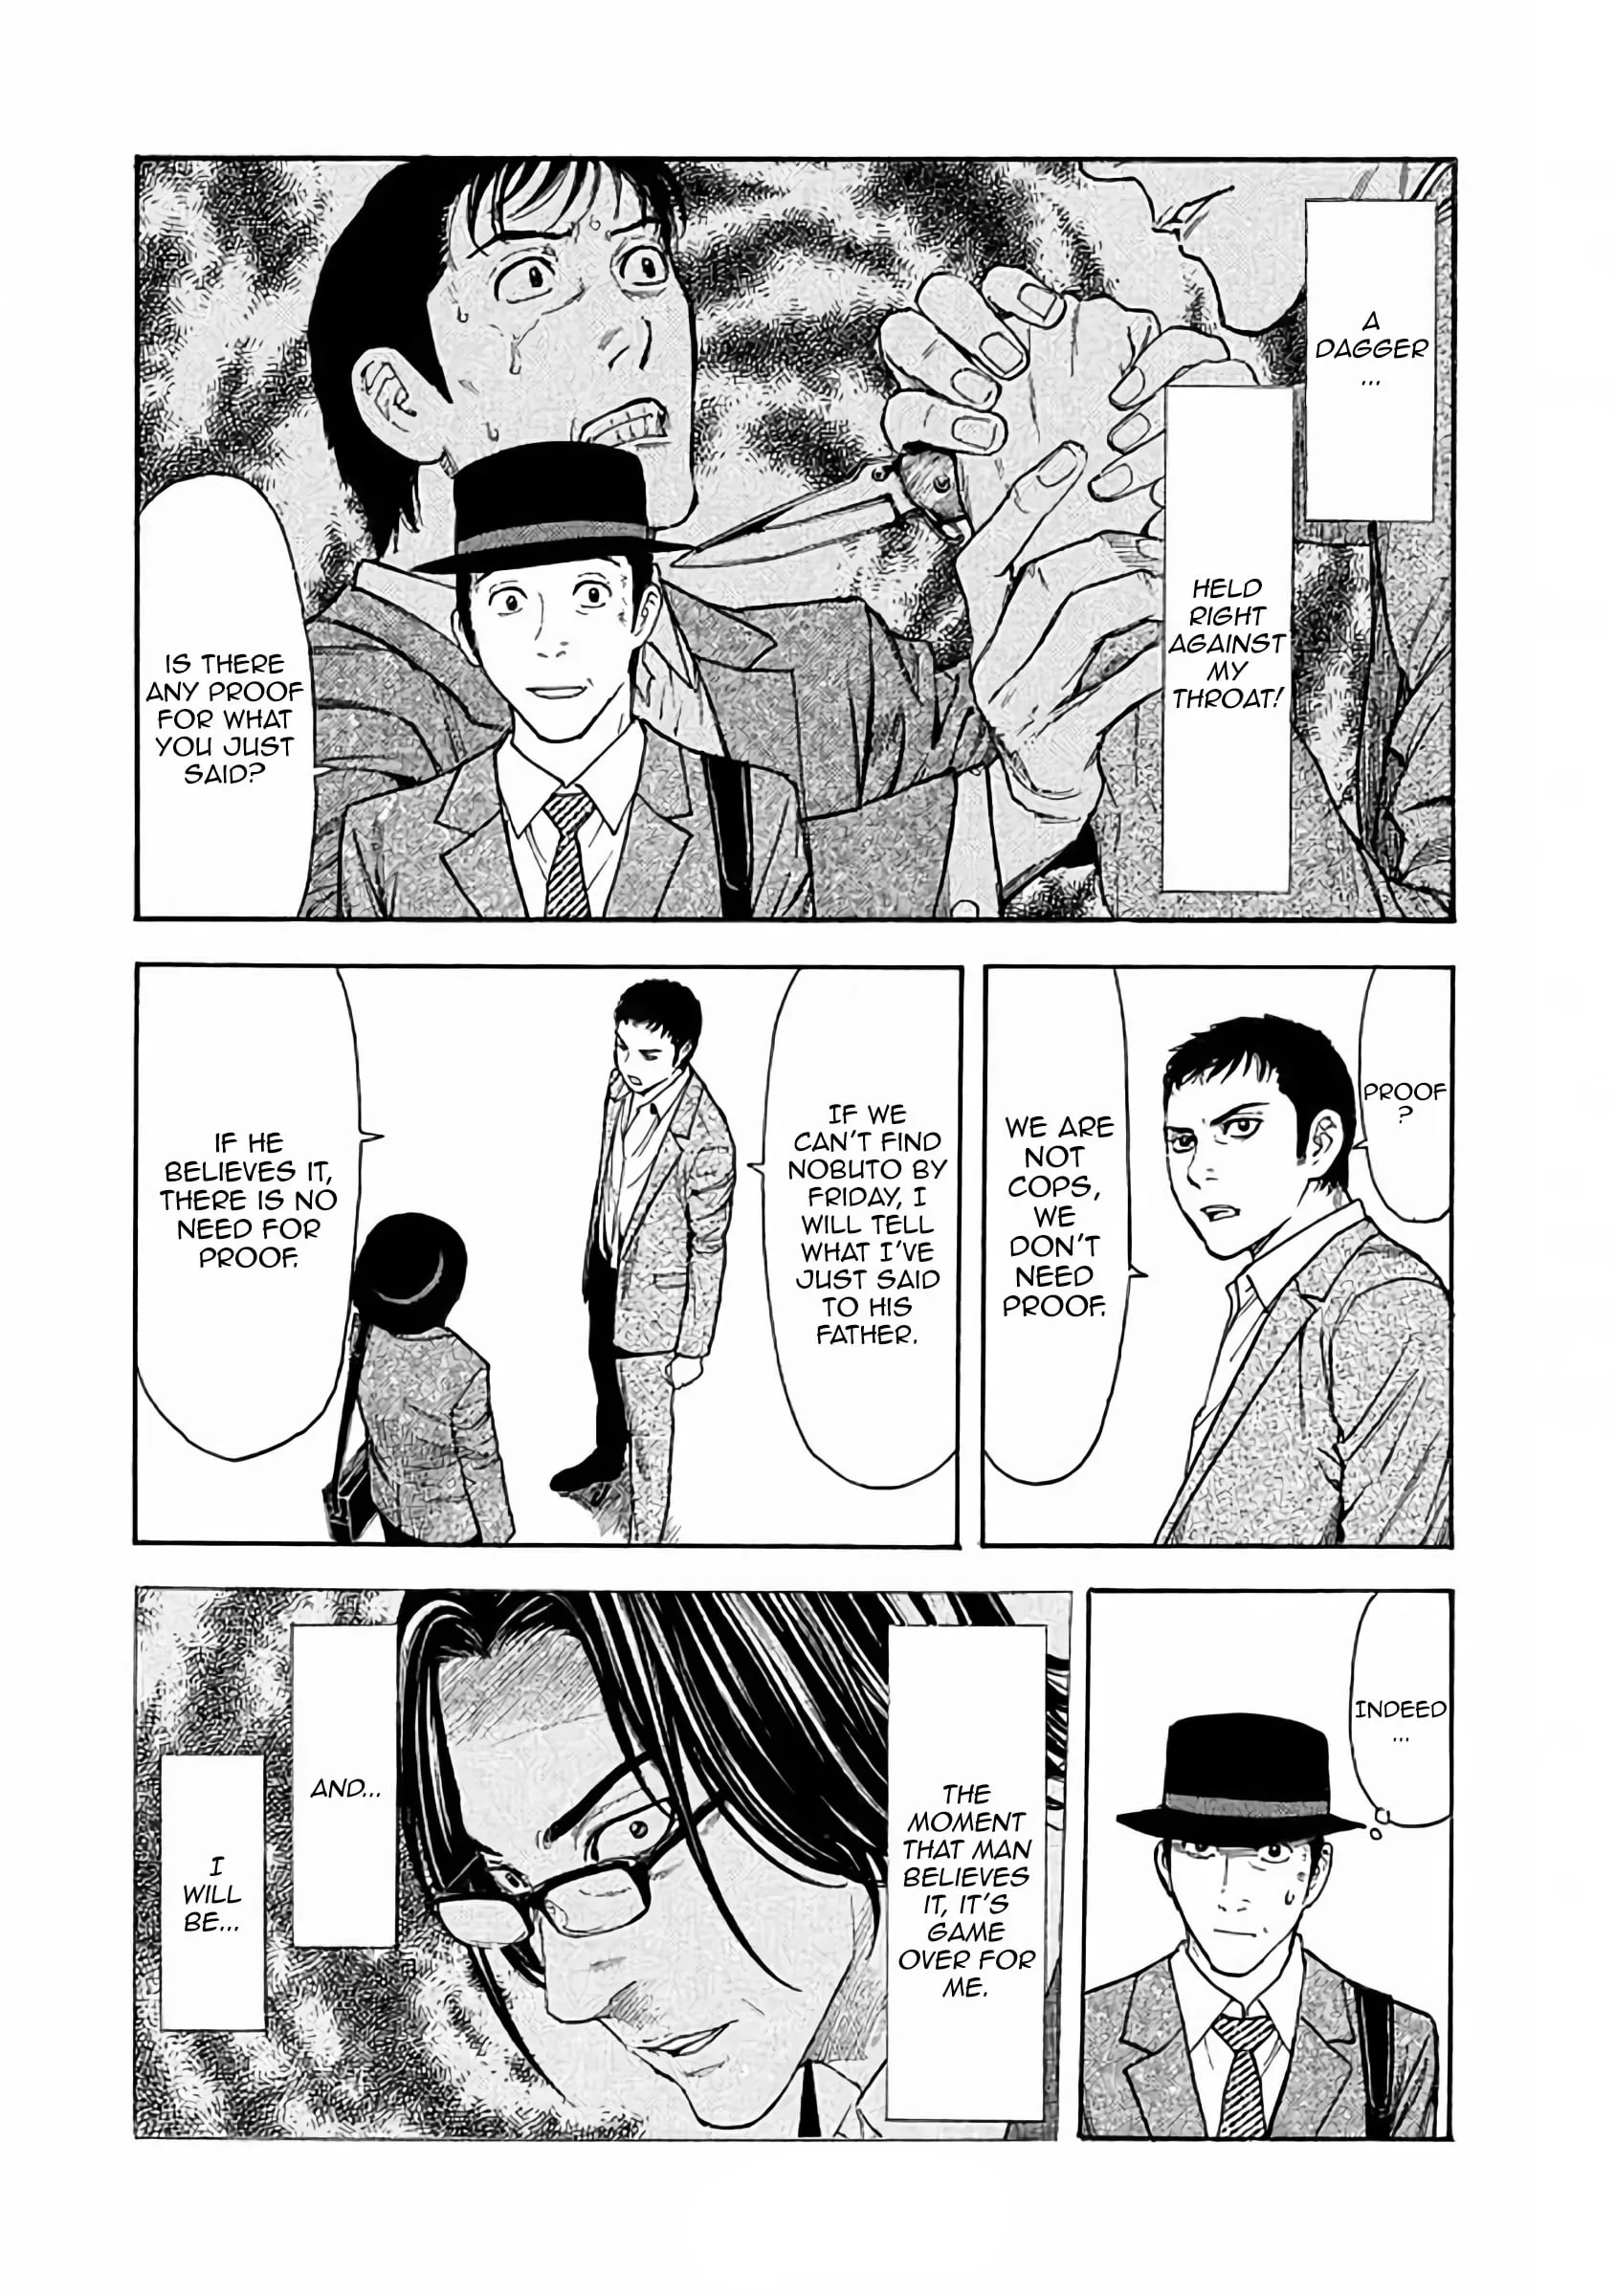 A
DAGGER
...
HELD
RIGHT
AGAINST
MY
THROAT!
IS THERE
ANY PROOF
FOR WHAT
YOU JUST
SAID?
PROOF
?
WE ARE
NOT
COPS,
WE
DON'T
NEED
PROOF.
IF WE
CAN'T FIND
NOBUTO BY
FRIDAY, I
WILL TELL
WHAT I'VE
JUST SAID
TO HIS
FATHER.
IF HE
BELIEVES IT,
THERE IS NO
NEED FOR
PROOF.
INDEED
...
THE
MOMENT
THAT MAN
BELIEVES
IT, IT'S
GAME
OVER FOR
ME.
AND...
I
WILL
BE...